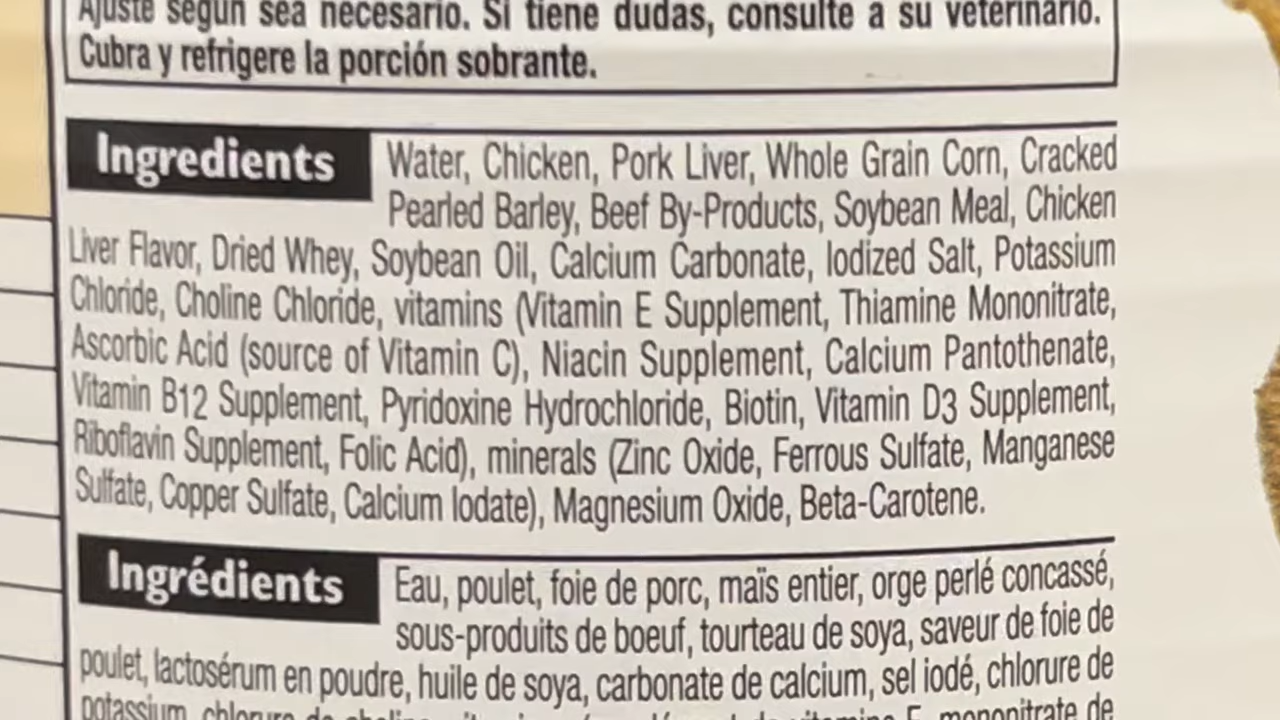 Ajuste según sea necesario. Si tiene dudas, consulte a su veterinario.
Cubra y refrigere la porción sobrante.
Ingredients Water, Chicken, Pork Liver, Whole Grain Corn, Cracked
Pearled Barley, Beef By-Products, Soybean Meal, Chicken
Liver Flavor, Dried Whey, Soybean Oil, Calcium Carbonate, Iodized Salt, Potassium
Chloride, Choline Chloride, vitamins (Vitamin E Supplement, Thiamine Mononitrate,
Ascorbic Acid (source of Vitamin C), Niacin Supplement, Calcium Pantothenate,
Vitamin B12 Supplement, Pyridoxine Hydrochloride, Biotin, Vitamin D3 Supplement,
Riboflavin Supplement, Folic Acid), minerals (Zinc Oxide, Ferrous Sulfate, Manganese
Sulfate, Copper Sulfate, Calcium Iodate), Magnesium Oxide, Beta-Carotene.
Ingrédients Eau, poulet, foie de porc, maïs entier, orge perlé concassé,
sous-produits de boeuf, tourteau de soya, saveur de foie de
poulet, lactosérum en poudre, huile de soya, carbonate de calcium, sel iodé, chlorure de
potassium, chlorure de choline, E, mononitrate de